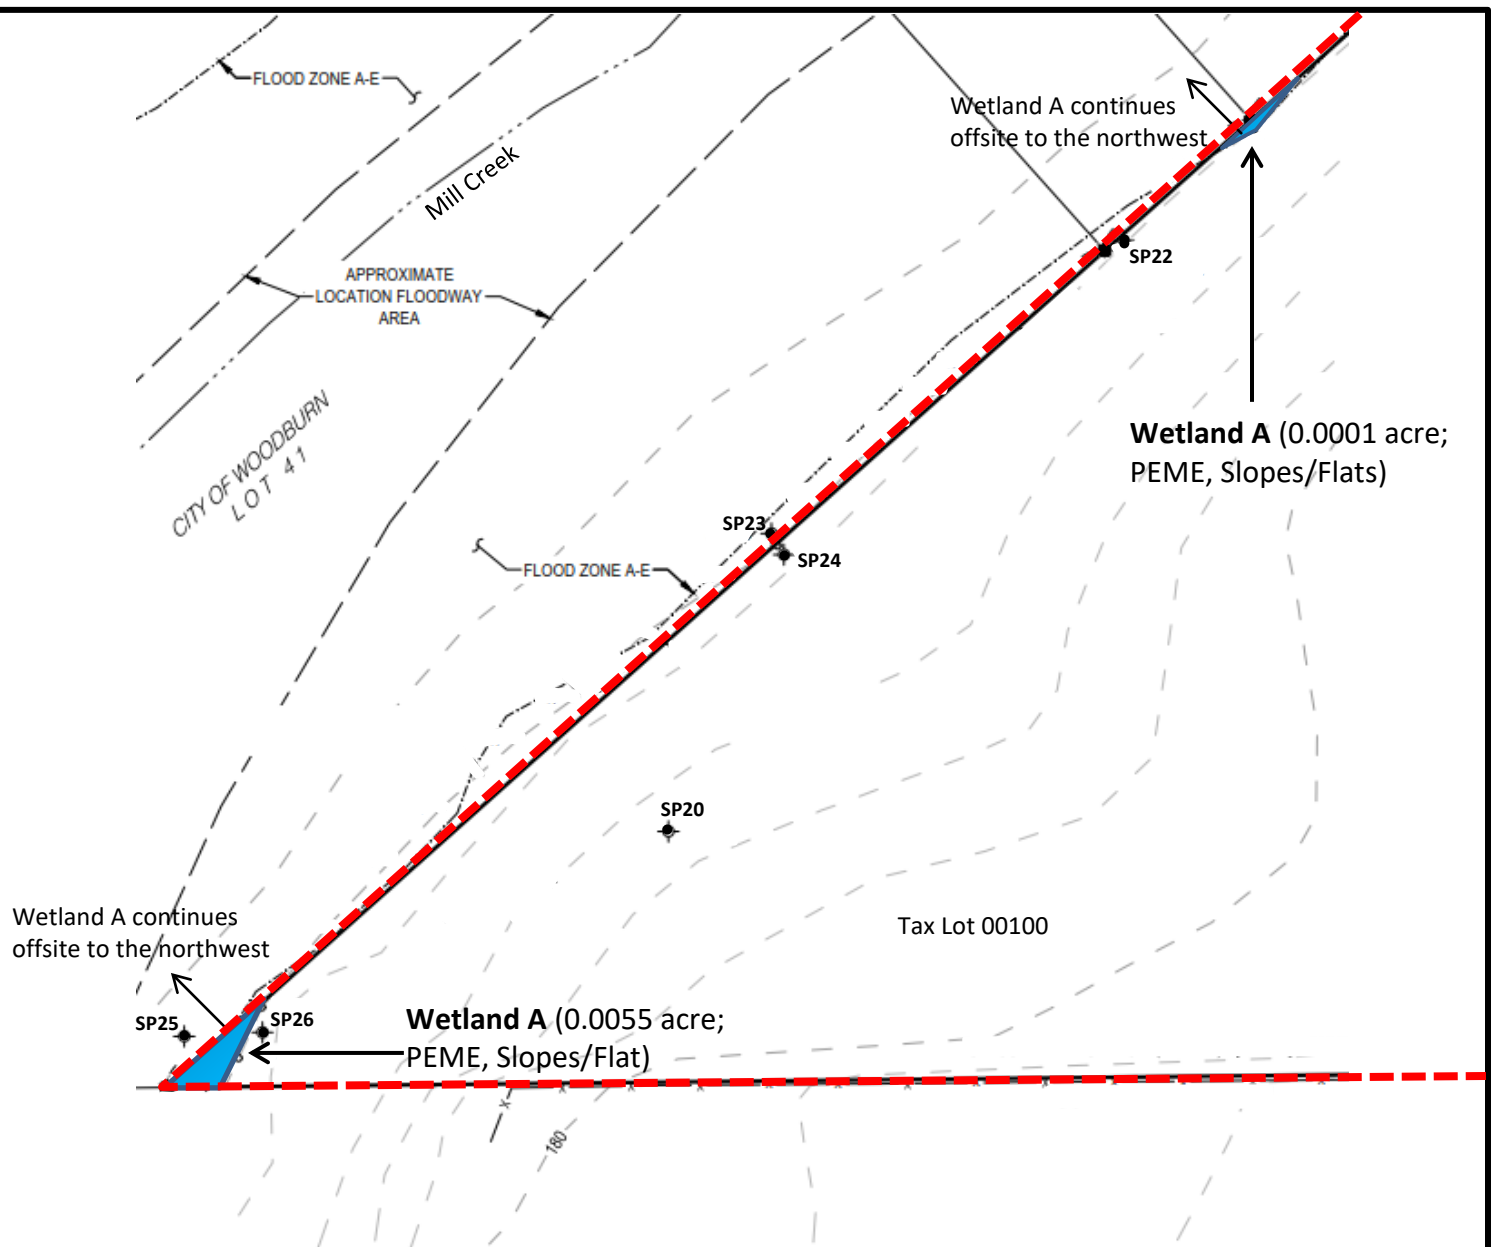 FLOOD ZONE A-E
Wetland A continues
offsite to the northwest
Mill Creek
SP22
APPROXIMATE
LOCATION FLOODWAY
AREA
CITY OF WOODBURN
LOT 41
Wetland A (0.0001 acre;
PEME, Slopes/Flats)
SP23
SP24
FLOOD ZONE A-E
SP20
Wetland A continues
offsite to the northwest
Tax Lot 00100
SP25
SP26
Wetland A (0.0055 acre;
PEME, Slopes/Flat)
X
180